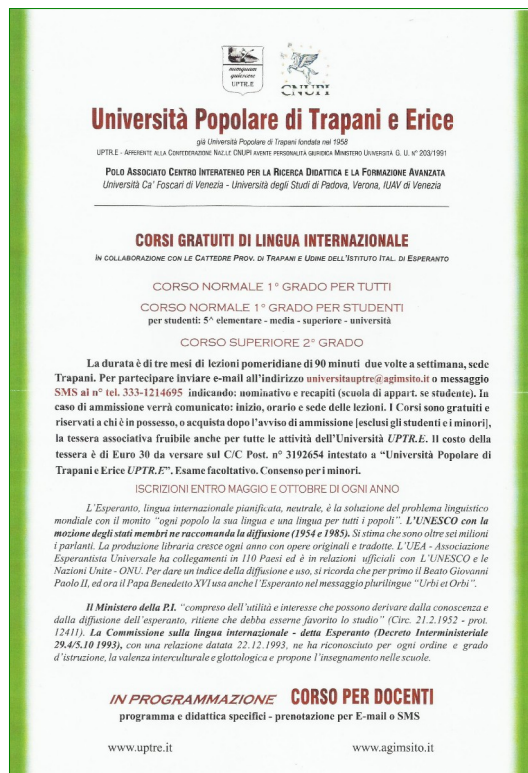 nunquam
quiescere
UPTR.E
CNUPI
Università Popolare di Trapani e Erice
già Università Popolare di Trapani fondata nel 1958
UPTR.E - Afferente alla Confederazione Naz.le CNUPI avente personalità giuridica Ministero Università G. U. n° 203/1991
Polo Associato Centro Interateneo per la Ricerca Didattica e la Formazione Avanzata
Università Ca' Foscari di Venezia - Università degli Studi di Padova, Verona, IUAV di Venezia
CORSI GRATUITI DI LINGUA INTERNAZIONALE
in collaborazione con le Cattedre Prov. di Trapani e Udine dell'Istituto Ital. di Esperanto
CORSO NORMALE 1° GRADO PER TUTTI
CORSO NORMALE 1° GRADO PER STUDENTI
per studenti: 5^ elementare - media - superiore - università
CORSO SUPERIORE 2° GRADO
La durata è di tre mesi di lezioni pomeridiane di 90 minuti due volte a settimana, sede
Trapani. Per partecipare inviare e-mail all'indirizzo universitauptre@agimsito.it o messaggio
SMS al n° tel. 333-1214695 indicando: nominativo e recapiti (scuola di appart. se studente). In
caso di ammissione verrà comunicato: inizio, orario e sede delle lezioni. I Corsi sono gratuiti e
riservati a chi è in possesso, o acquista dopo l'avviso di ammissione [esclusi gli studenti e i minori],
la tessera associativa fruibile anche per tutte le attività dell'Università UPTR.E. Il costo della
tessera è di Euro 30 da versare sul C/C Post. n° 3192654 intestato a “Università Popolare di
Trapani e Erice UPTR.E”. Esame facoltativo. Consenso per i minori.
ISCRIZIONI ENTRO MAGGIO E OTTOBRE DI OGNI ANNO
L'Esperanto, lingua internazionale pianificata, neutrale, è la soluzione del problema linguistico
mondiale con il monito “ogni popolo la sua lingua e una lingua per tutti i popoli”. L'UNESCO con la
mozione degli stati membri ne raccomanda la diffusione (1954 e 1985). Si stima che sono oltre sei milioni
i parlanti. La produzione libraria cresce ogni anno con opere originali e tradotte. L'UEA - Associazione
Esperantista Universale ha collegamenti in 110 Paesi ed è in relazioni ufficiali con L'UNESCO e le
Nazioni Unite - ONU. Per dare un indice della diffusione e uso, si ricorda che per primo il Beato Giovanni
Paolo II, ed ora il Papa Benedetto XVI usa anche l'Esperanto nel messaggio plurilingue “Urbi et Orbi”.
Il Ministero della P.I. “compreso dell'utilità e interesse che possono derivare dalla conoscenza e
dalla diffusione dell'esperanto, ritiene che debba esserne favorito lo studio” (Circ. 21.2.1952 - prot.
12411). La Commissione sulla lingua internazionale - detta Esperanto (Decreto Interministeriale
29.4/5.10 1993), con una relazione datata 22.12.1993, ne ha riconosciuto per ogni ordine e grado
d'istruzione, la valenza interculturale e glottologica e propone l'insegnamento nelle scuole.
IN PROGRAMMAZIONE CORSO PER DOCENTI
programma e didattica specifici - prenotazione per E-mail o SMS
www.uptre.it www.agimsito.it